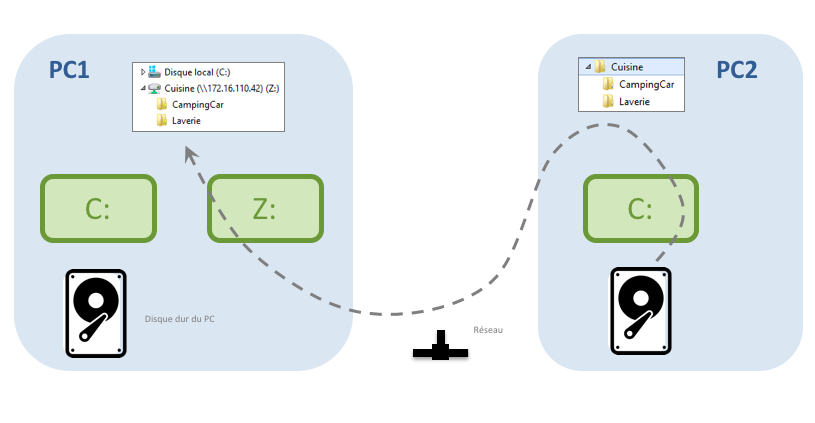 PC1
Disque local (C:)
Cuisine (\\172.16.110.42) (Z:)
CampingCar
Laverie
C:
Z:
Disque dur du PC
Réseau
Cuisine
CampingCar
Laverie
PC2
C: